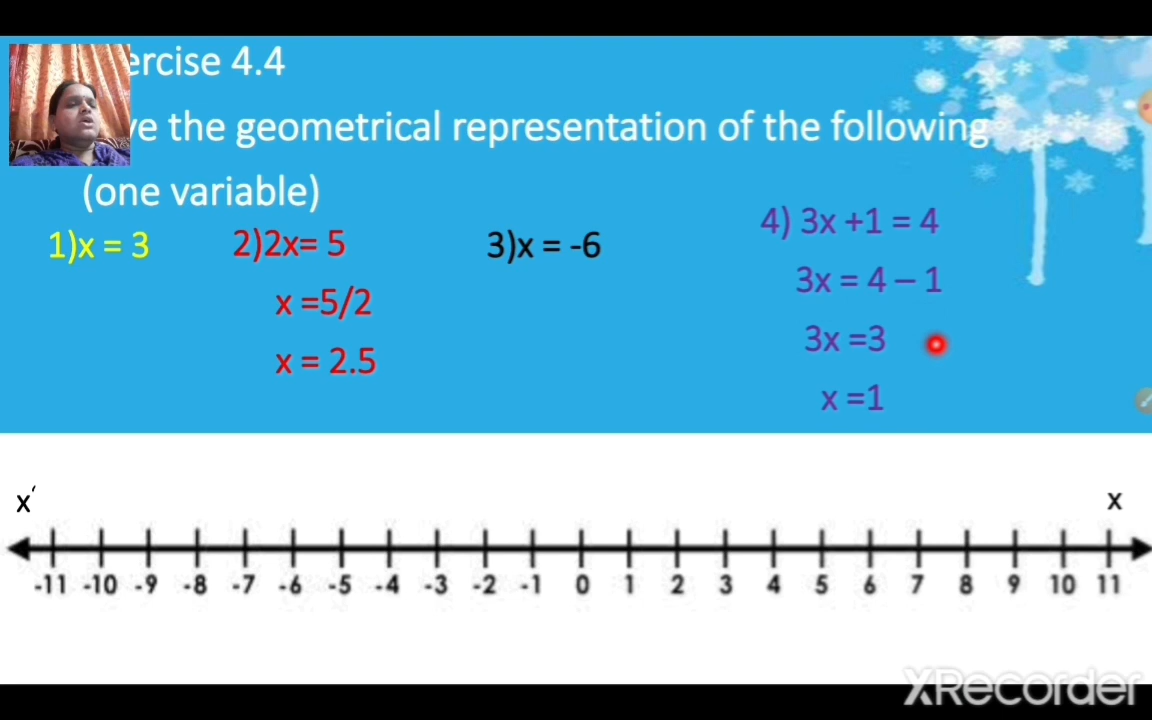 ercise 4.4
ve the geometrical representation of the following
(one variable)
1)x = 3
2)2x= 5
x =5/2
x = 2.5
3)x = -6
4) 3x +1 = 4
3x = 4 – 1
3x =3
x =1
x′
x
-11 -10 -9 -8 -7 -6 -5 -4 -3 -2 -1 0 1 2 3 4 5 6 7 8 9 10 11
XRecorder